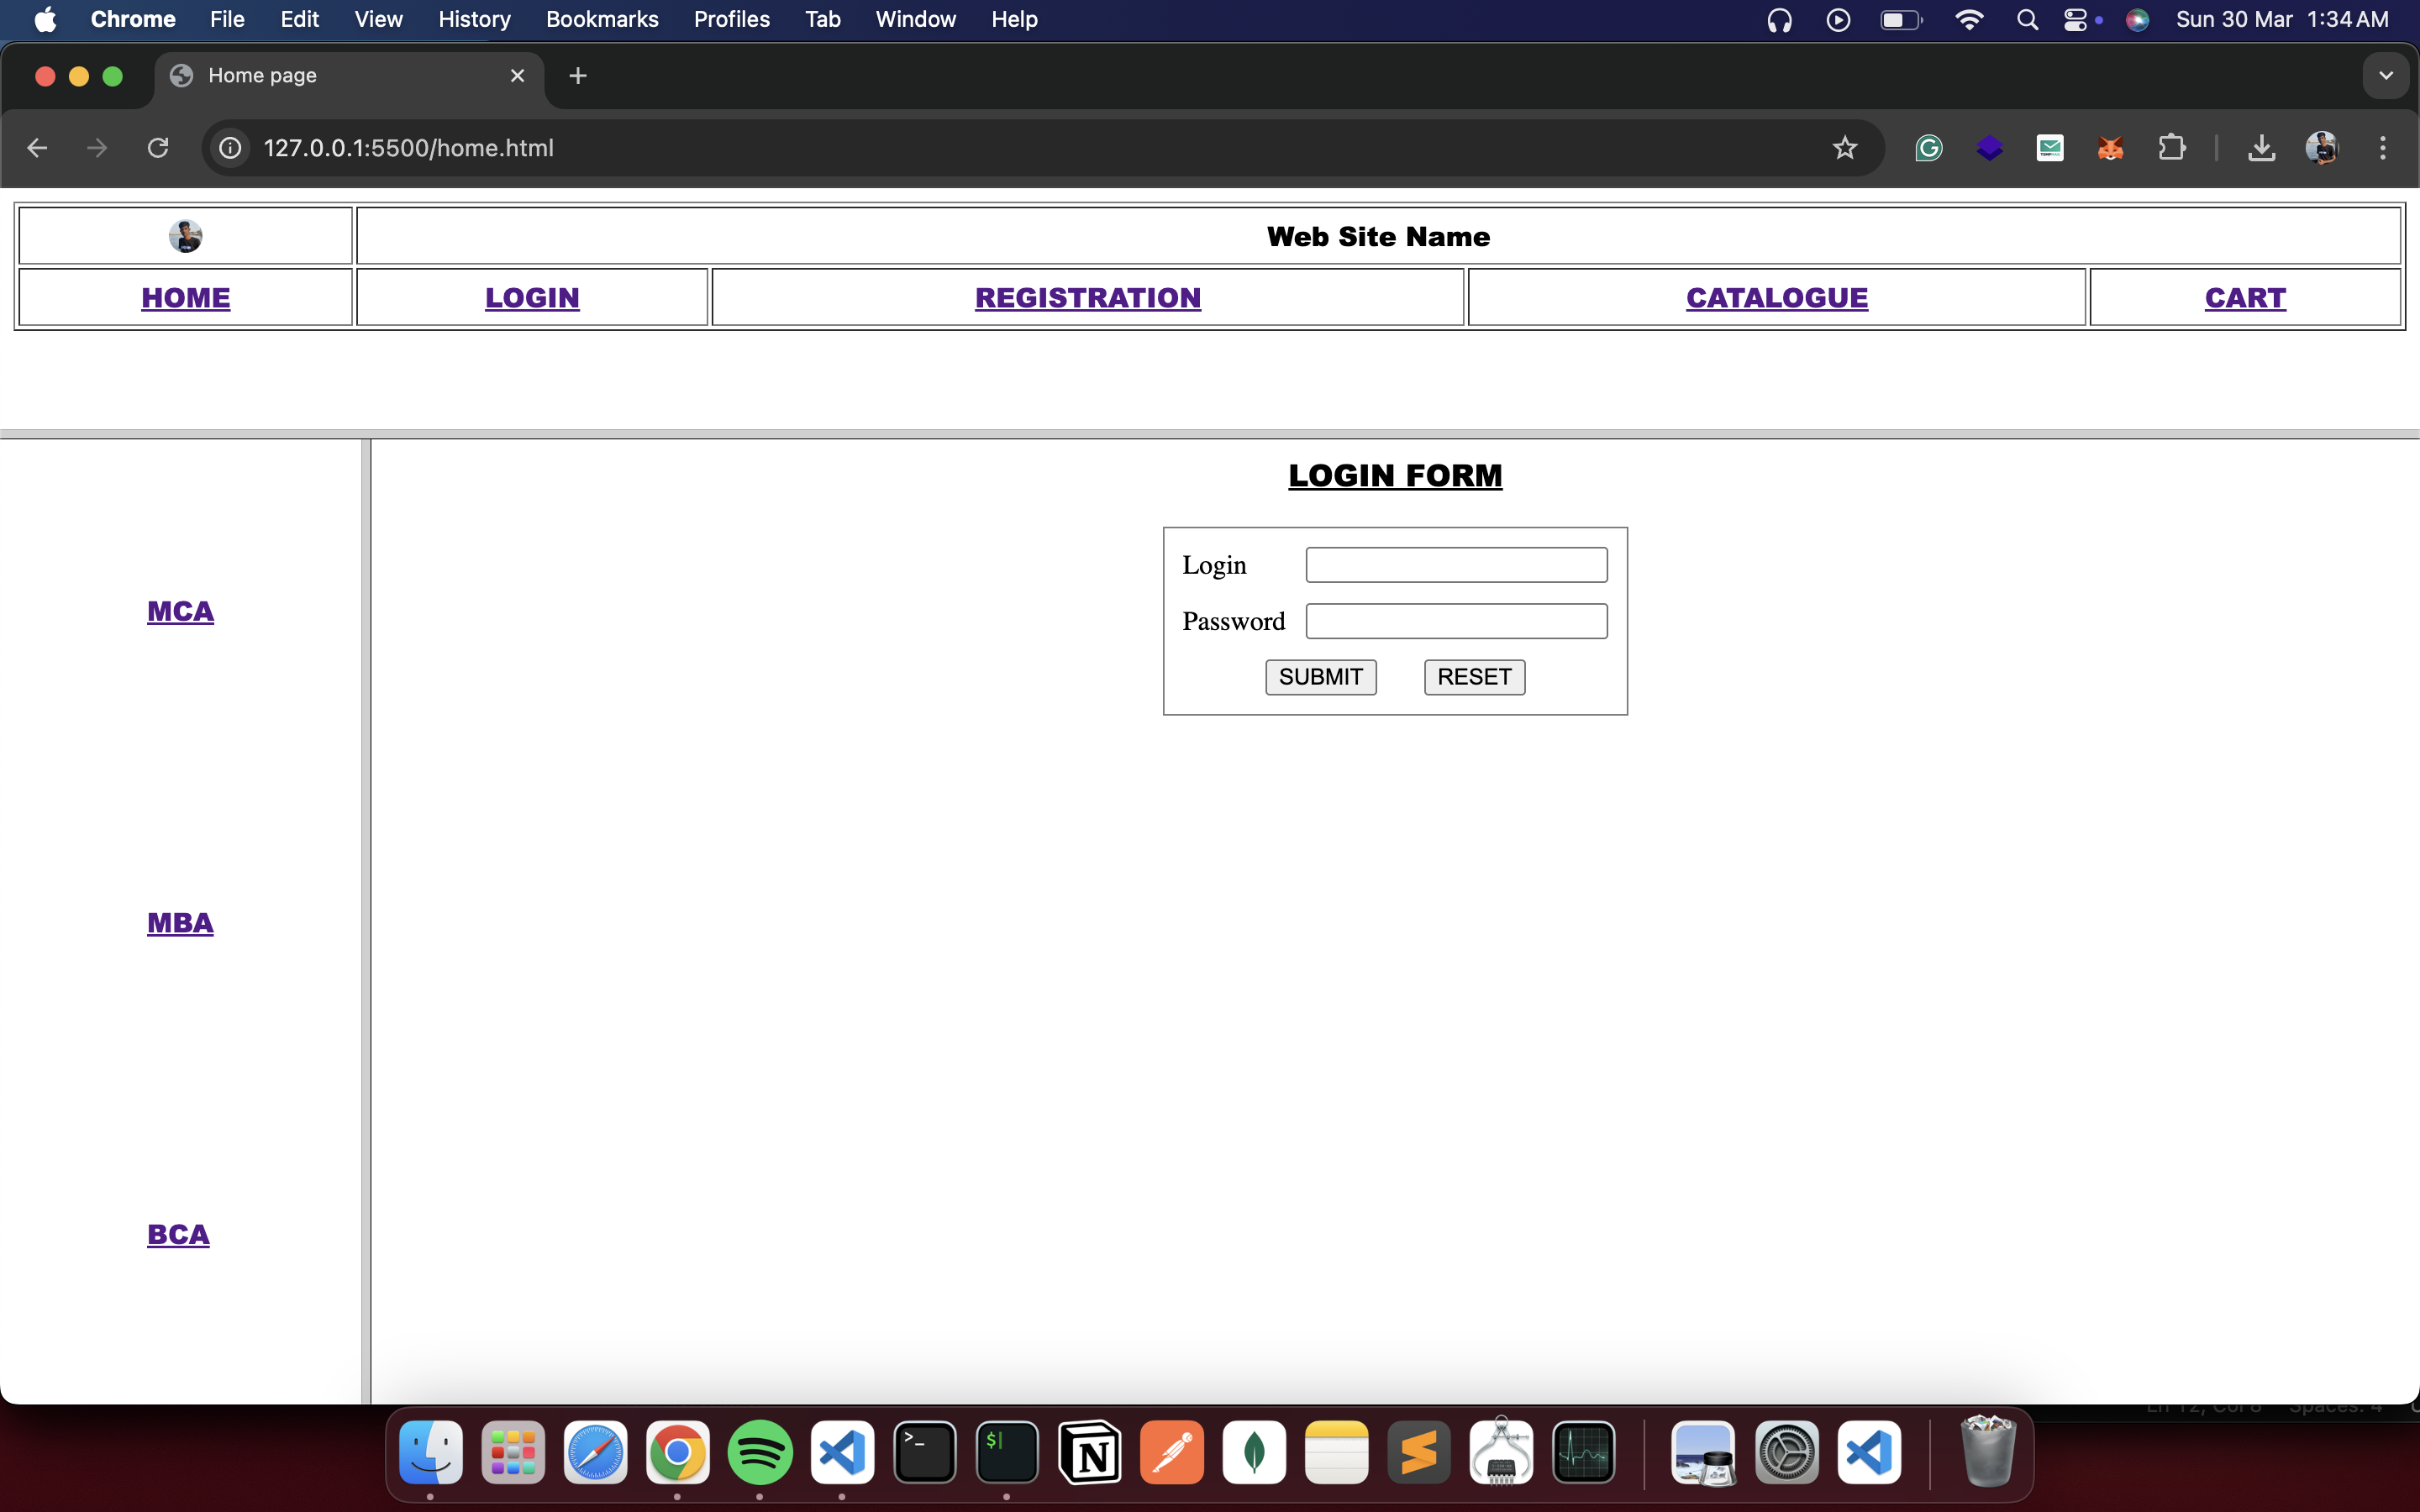 Chrome File Edit View History Bookmarks Profiles Tab Window Help Sun 30 Mar 1:34 AM
Home page
127.0.0.1:5500/home.html
Web Site Name
HOME LOGIN REGISTRATION CATALOGUE CART
LOGIN FORM
Login
Password
SUBMIT RESET
MCA
MBA
BCA